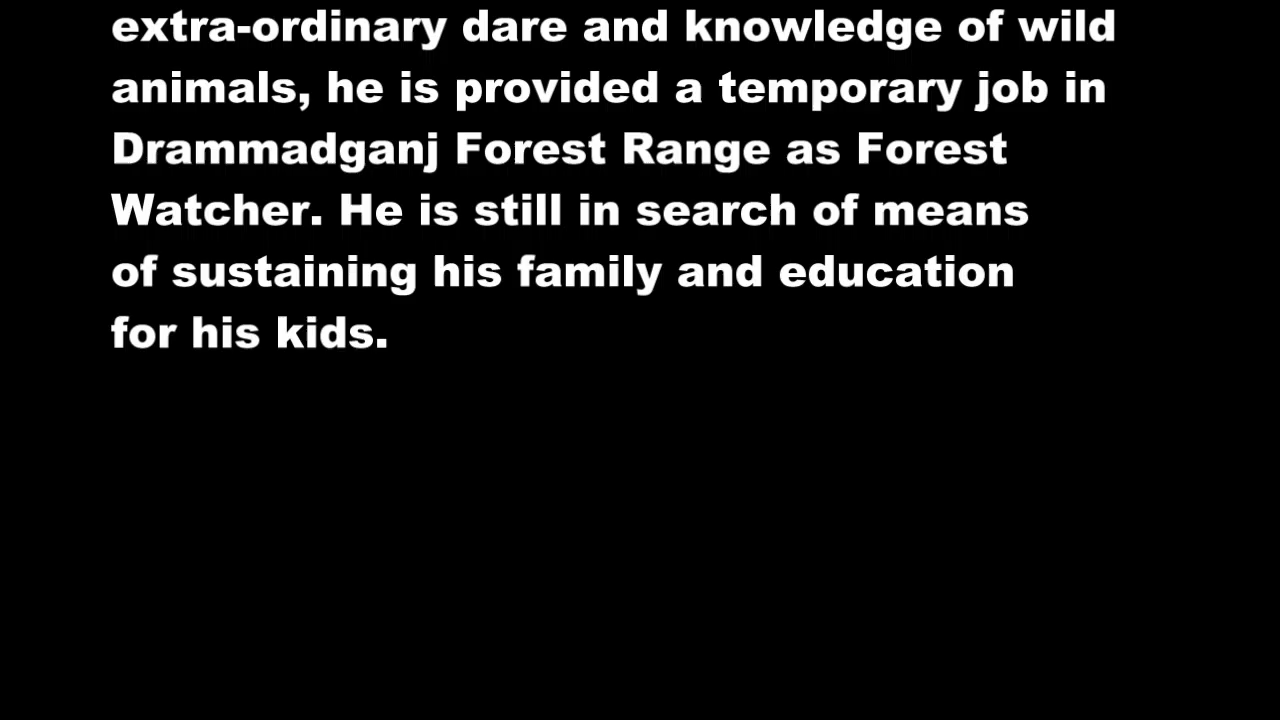 extra-ordinary dare and knowledge of wild
animals, he is provided a temporary job in
Drammadganj Forest Range as Forest
Watcher. He is still in search of means
of sustaining his family and education
for his kids.